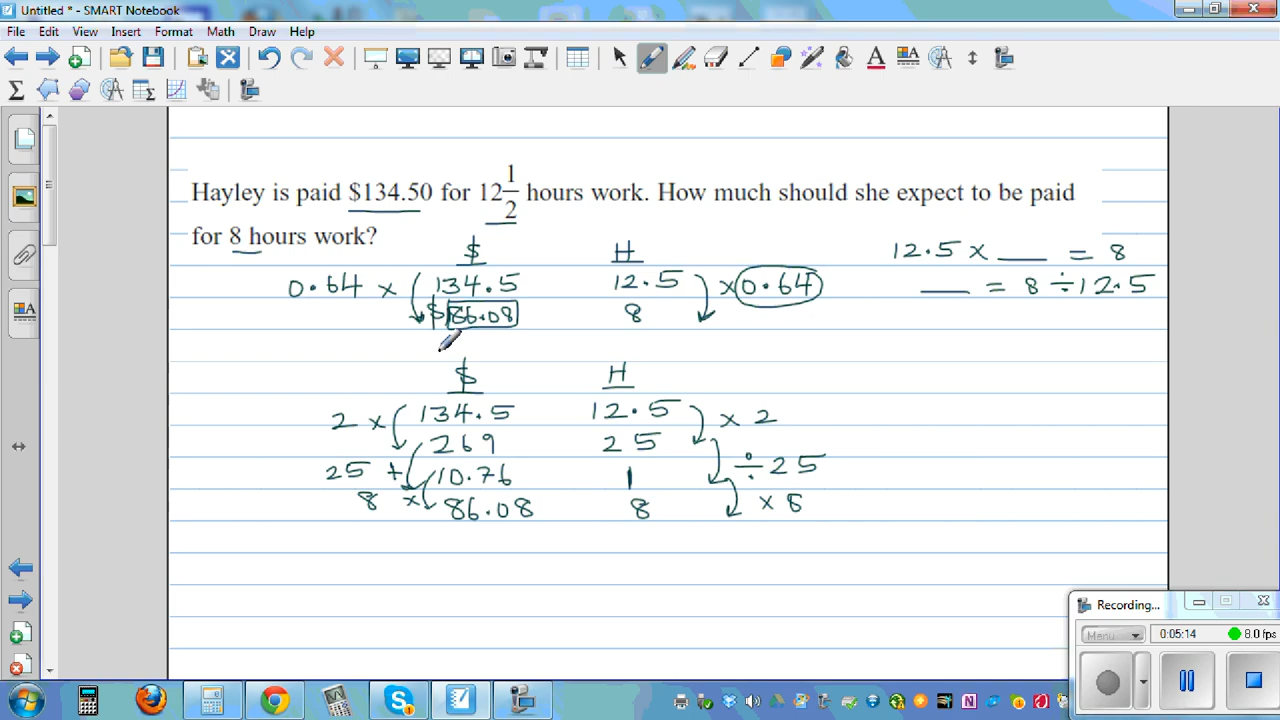 Untitled * - SMART Notebook
File Edit View Insert Format Math Draw Help
Hayley is paid $134.50 for 12 1/2 hours work. How much should she expect to be paid
for 8 hours work?
$ H 12.5 x ___ = 8
0.64 x 134.5 12.5 x 0.64 ___ = 8 ÷ 12.5
$86.08 8
$ H
2 x 134.5 12.5 x 2
269 25
25 ÷ 10.76 1 ÷ 25
8 x 86.08 8 x 8
Recording...
Menu 0:05:14 8.0 fps